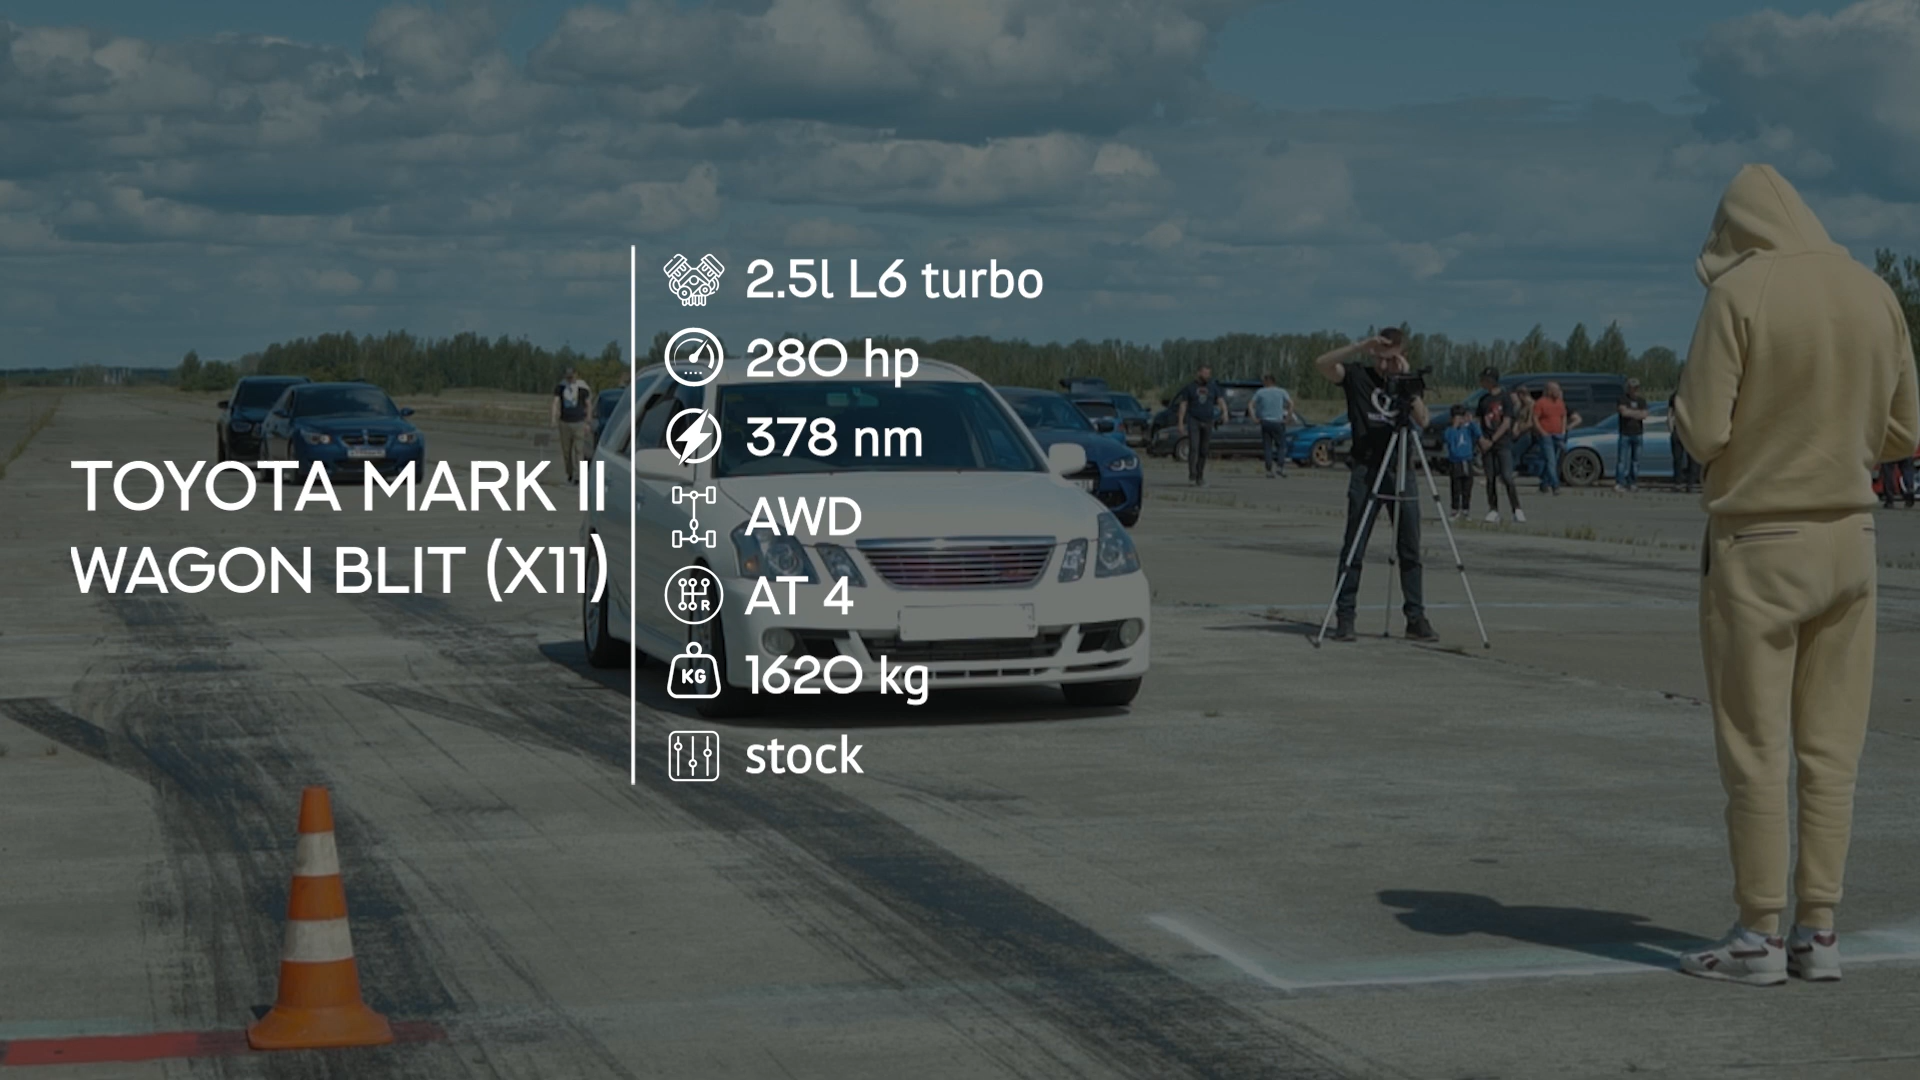 TOYOTA MARK II
WAGON BLIT (X11)
2.5l L6 turbo
280 hp
378 nm
AWD
AT 4
KG 1620 kg
stock